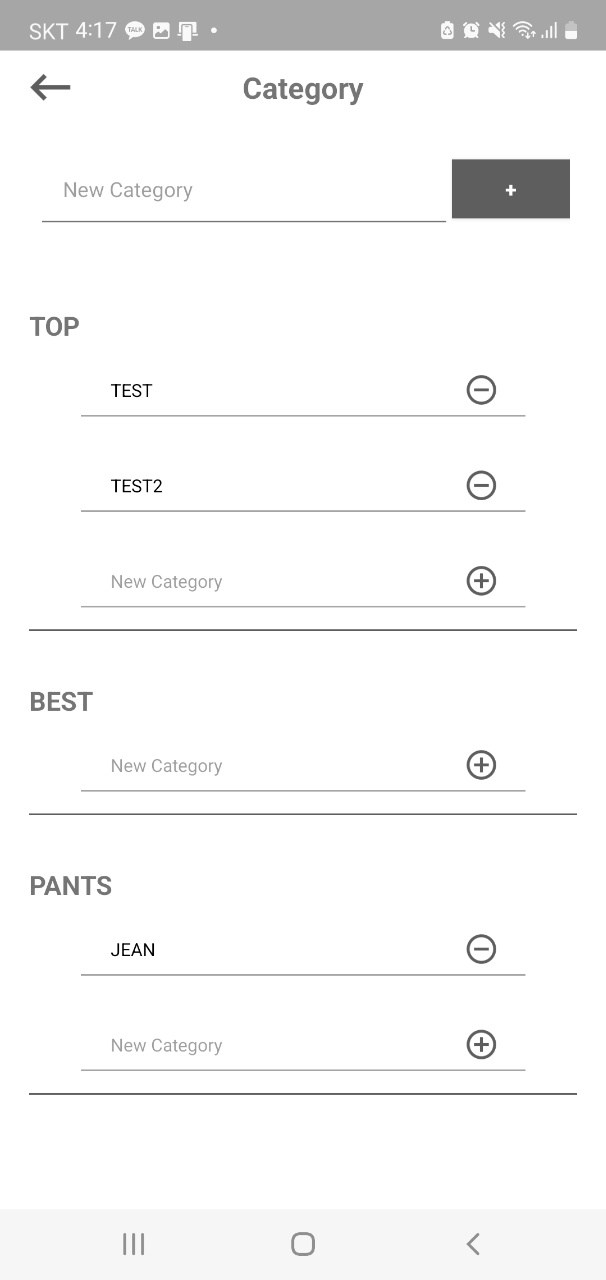 SKT 4:17 TALK
Category
New Category
+
TOP
TEST
TEST2
New Category
BEST
New Category
PANTS
JEAN
New Category